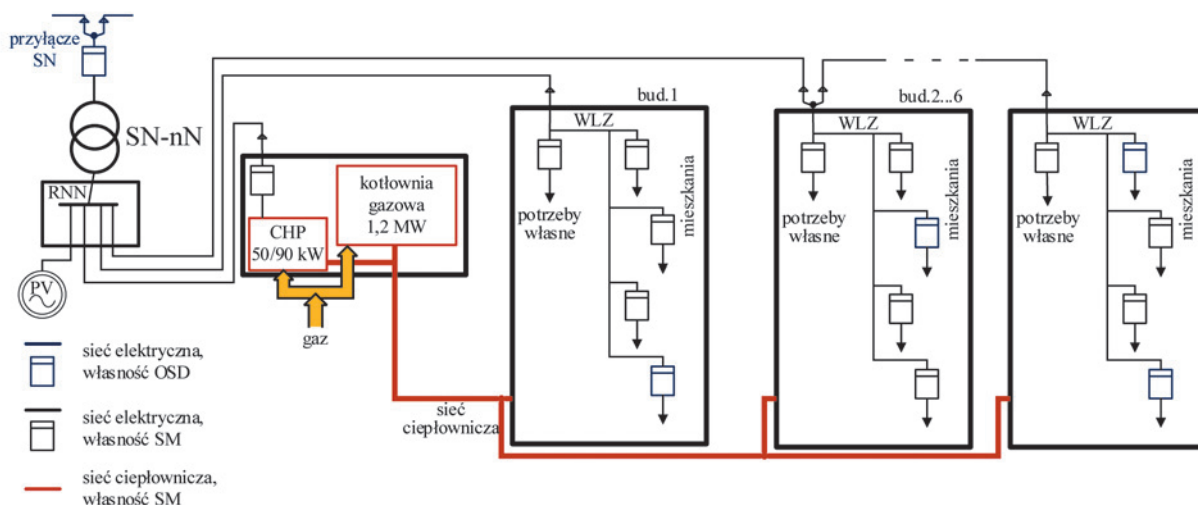 przyłącze
SN
SN-nN
RNN
PV
CHP
50/90 kW
kotłownia
gazowa
1,2 MW
gaz
sieć
ciepłownicza
bud.1
WLZ
potrzeby
własne
mieszkania
bud.2...6
WLZ
potrzeby
własne
mieszkania
WLZ
potrzeby
własne
mieszkania
sieć elektryczna,
własność OSD
sieć elektryczna,
własność SM
sieć ciepłownicza,
własność SM